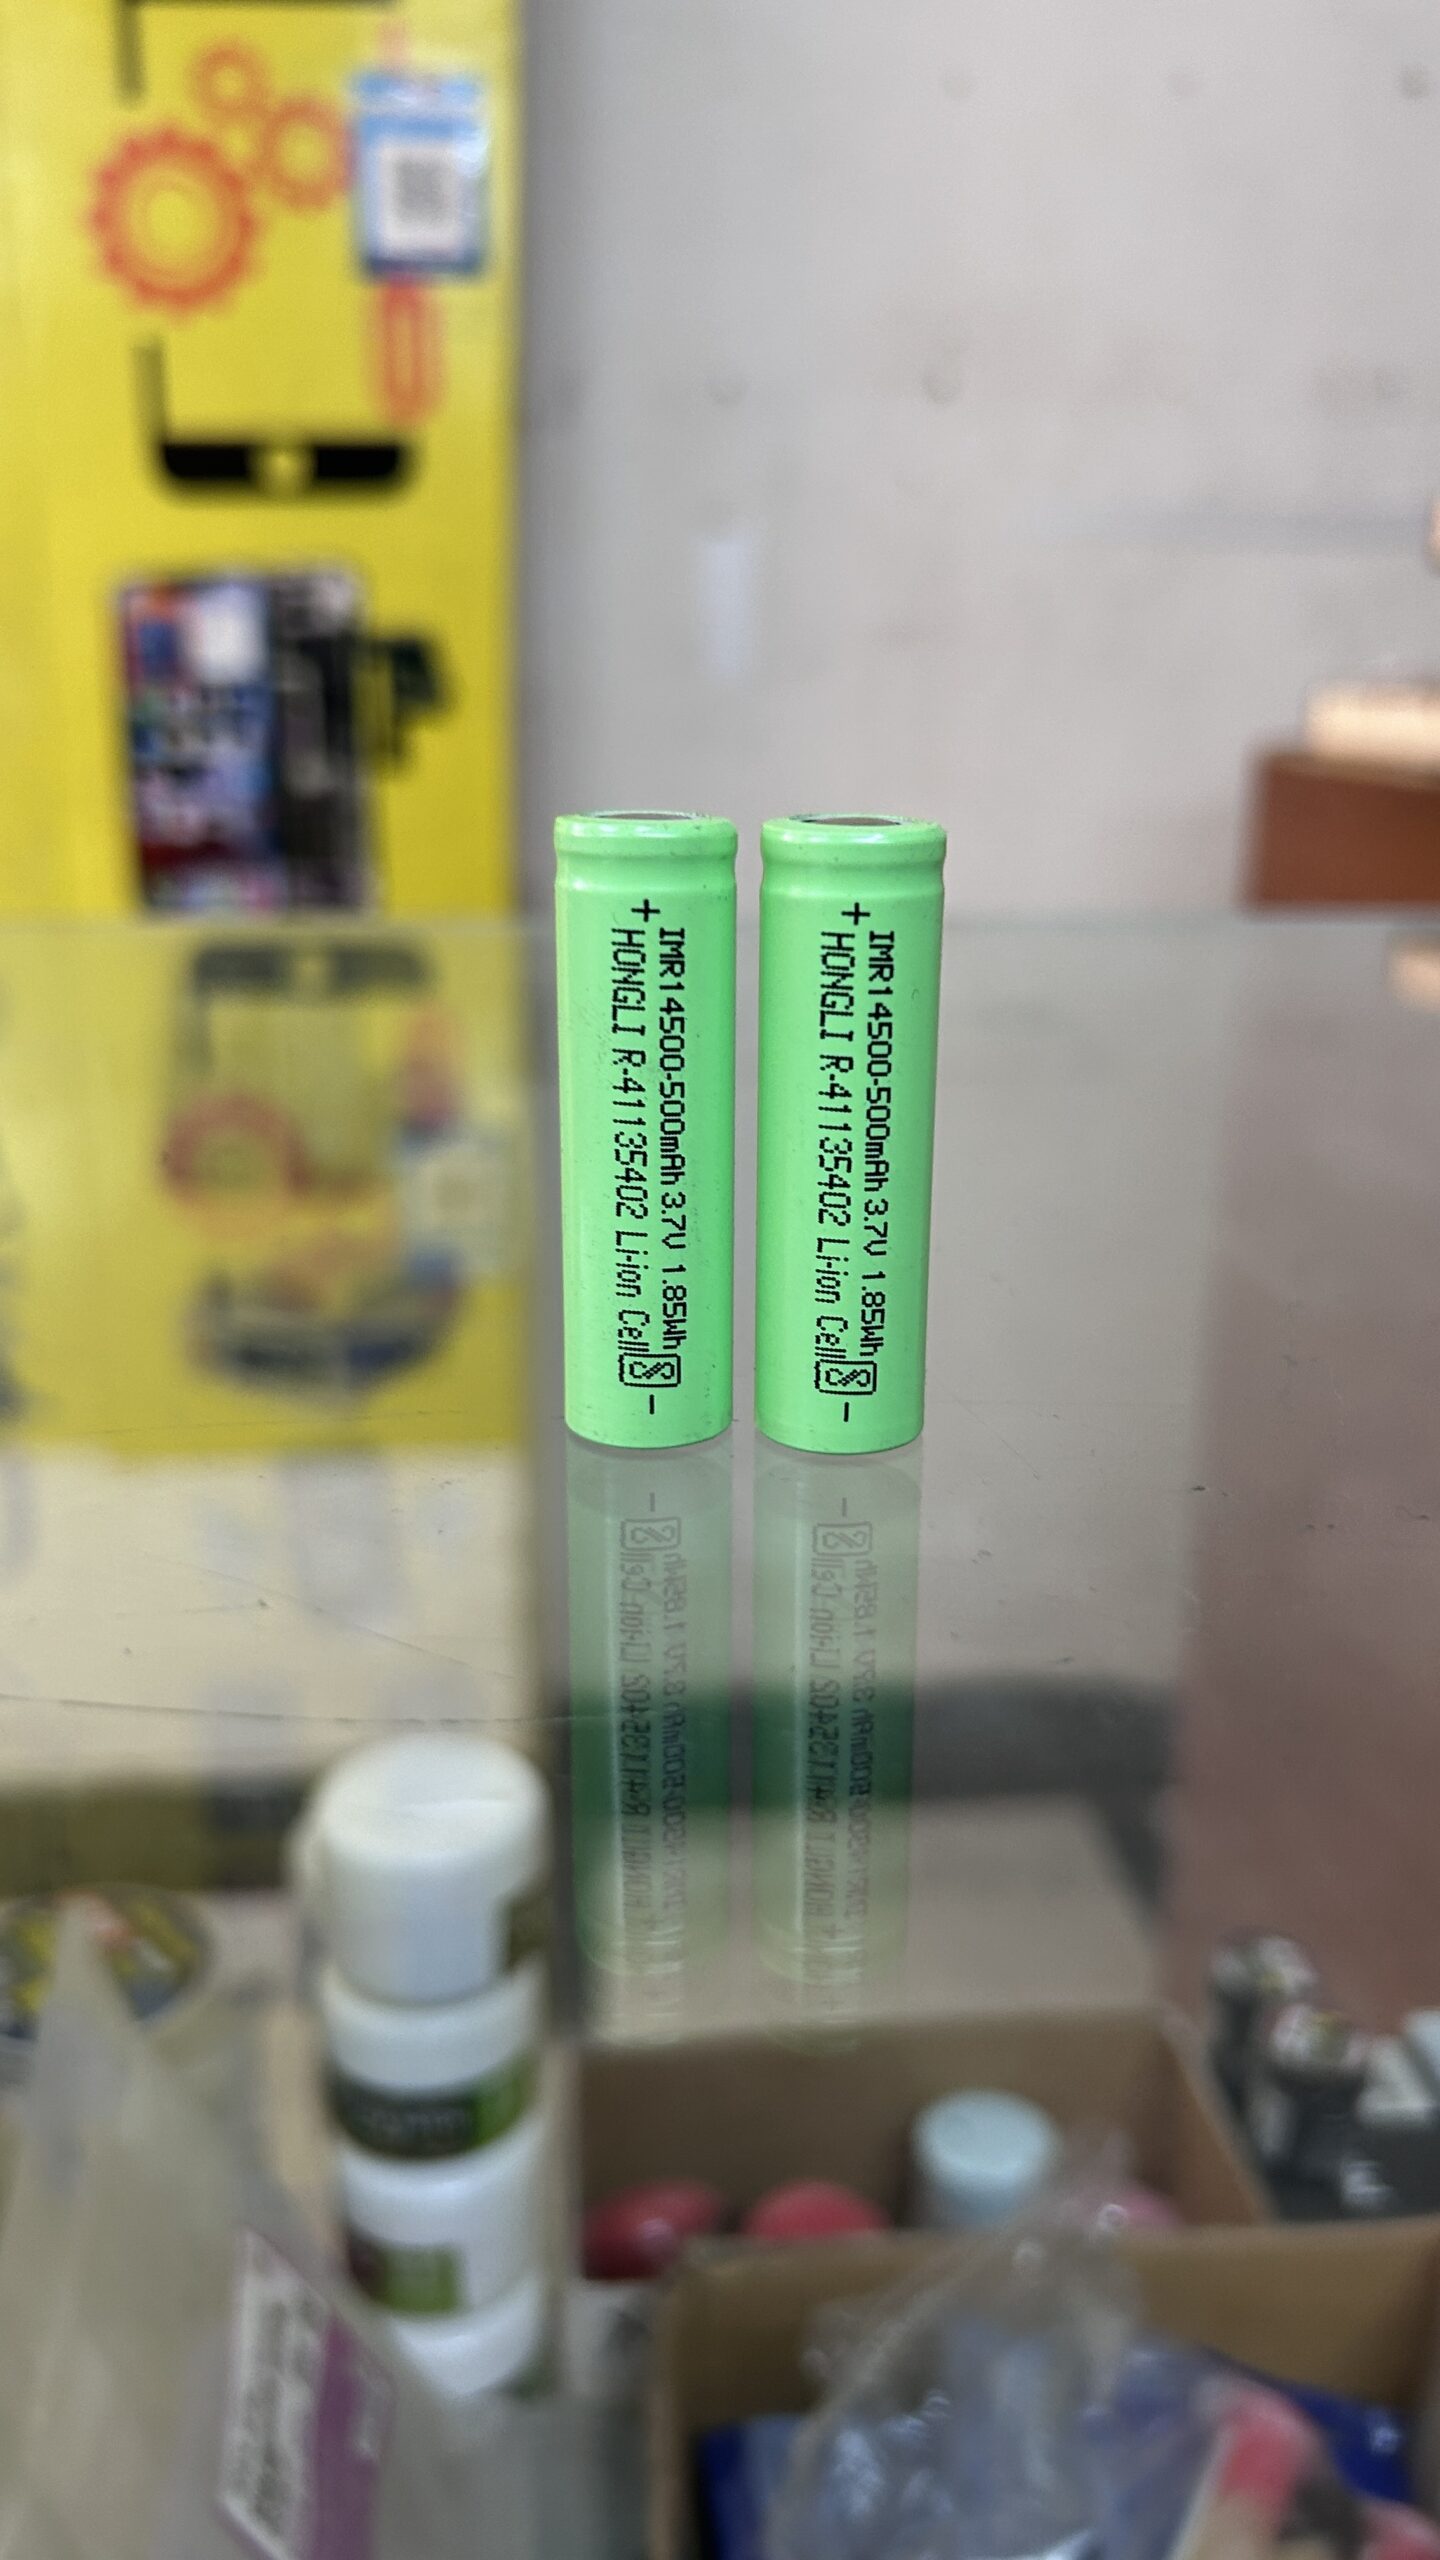 + IMR14500-500mAh 3.7V 1.85Wh
HONGLI R-41135402 Li-ion Cell -
+ IMR14500-500mAh 3.7V 1.85Wh
HONGLI R-41135402 Li-ion Cell -